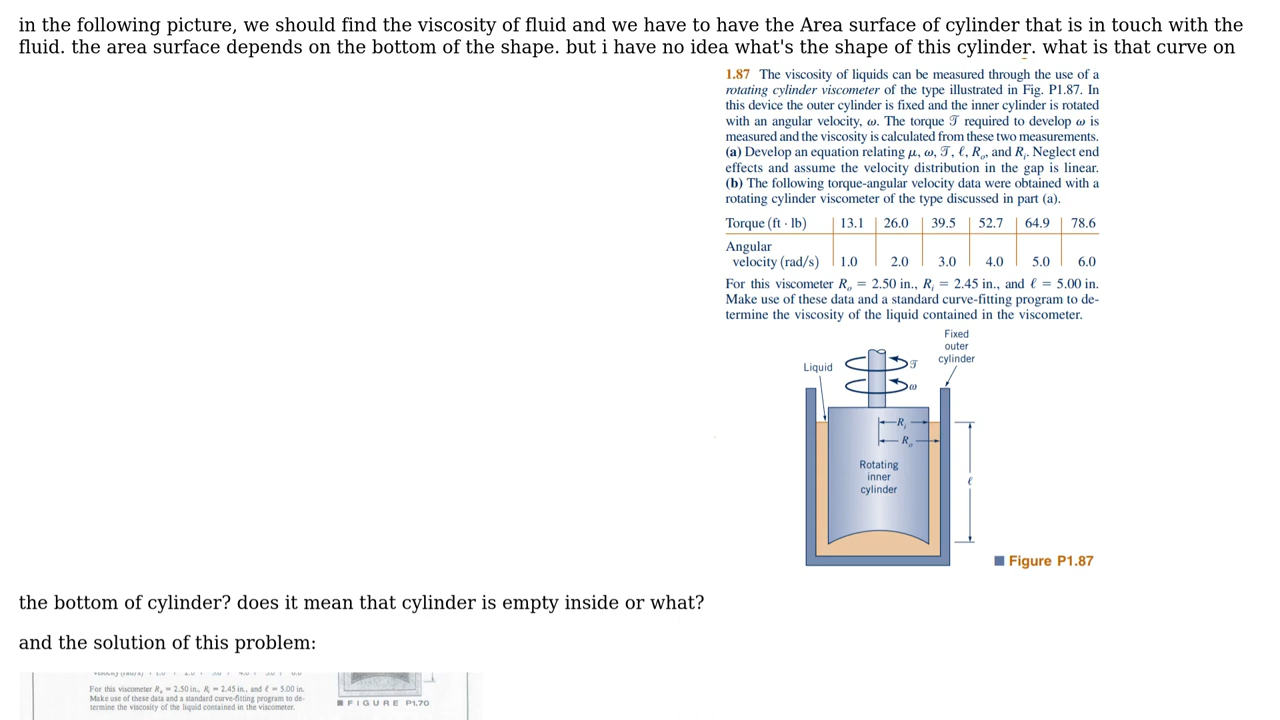 in the following picture, we should find the viscosity of fluid and we have to have the Area surface of cylinder that is in touch with the
fluid. the area surface depends on the bottom of the shape. but i have no idea what's the shape of this cylinder. what is that curve on
1.87 The viscosity of liquids can be measured through the use of a
rotating cylinder viscometer of the type illustrated in Fig. P1.87. In
this device the outer cylinder is fixed and the inner cylinder is rotated
with an angular velocity, ω. The torque 𝒯 required to develop ω is
measured and the viscosity is calculated from these two measurements.
(a) Develop an equation relating μ, ω, 𝒯, ℓ, Rₒ, and Rᵢ. Neglect end
effects and assume the velocity distribution in the gap is linear.
(b) The following torque-angular velocity data were obtained with a
rotating cylinder viscometer of the type discussed in part (a).
Torque (ft · lb) 13.1 26.0 39.5 52.7 64.9 78.6
Angular
velocity (rad/s) 1.0 2.0 3.0 4.0 5.0 6.0
For this viscometer Rₒ = 2.50 in., Rᵢ = 2.45 in., and ℓ = 5.00 in.
Make use of these data and a standard curve-fitting program to de-
termine the viscosity of the liquid contained in the viscometer.
Fixed
outer
cylinder
Liquid
𝒯
ω
Rᵢ
Rₒ
Rotating
inner
cylinder
ℓ
Figure P1.87
the bottom of cylinder? does it mean that cylinder is empty inside or what?
and the solution of this problem:
For this viscometer Rₒ = 2.50 in., Rᵢ = 2.45 in., and ℓ = 5.00 in.
Make use of these data and a standard curve-fitting program to de-
termine the viscosity of the liquid contained in the viscometer.
FIGURE P1.70